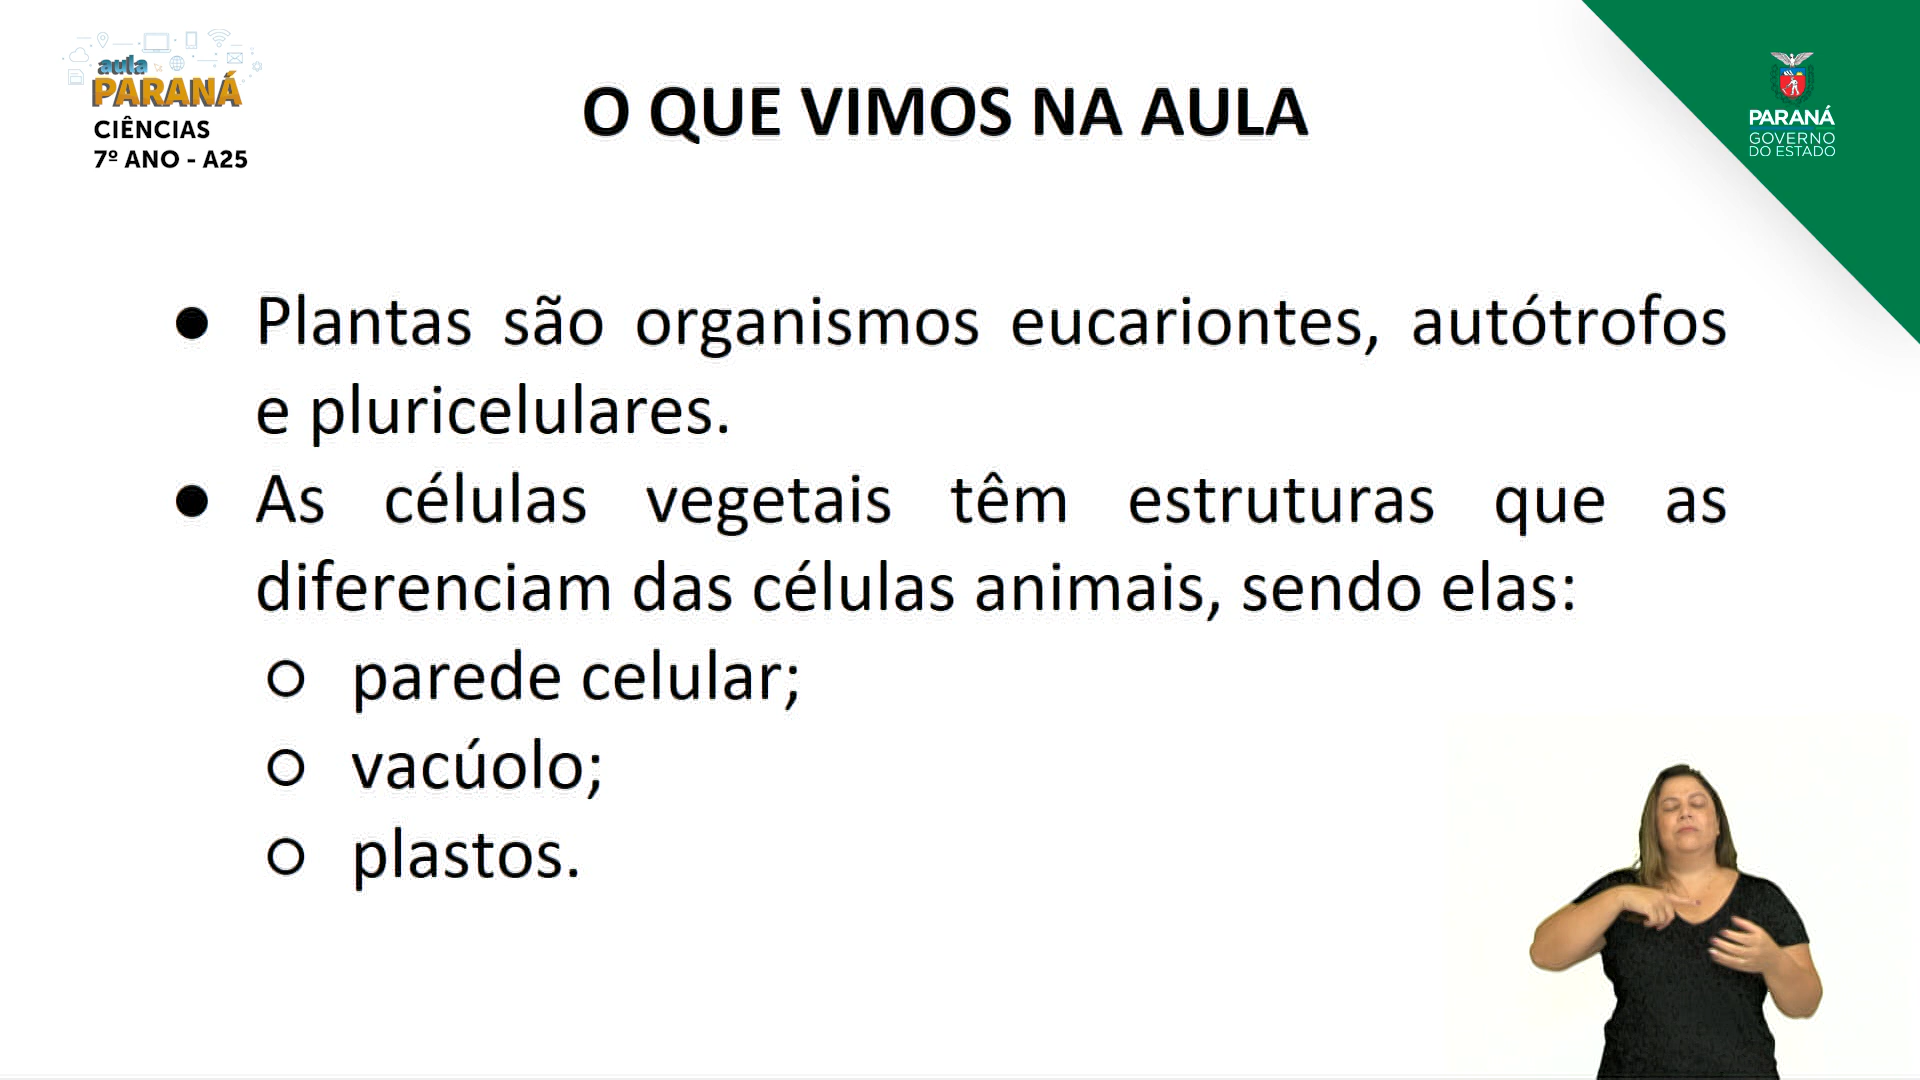 aula
PARANÁ
CIÊNCIAS
7º ANO - A25
O QUE VIMOS NA AULA
PARANÁ
GOVERNO
DO ESTADO
● Plantas são organismos eucariontes, autótrofos
e pluricelulares.
● As células vegetais têm estruturas que as
diferenciam das células animais, sendo elas:
○ parede celular;
○ vacúolo;
○ plastos.